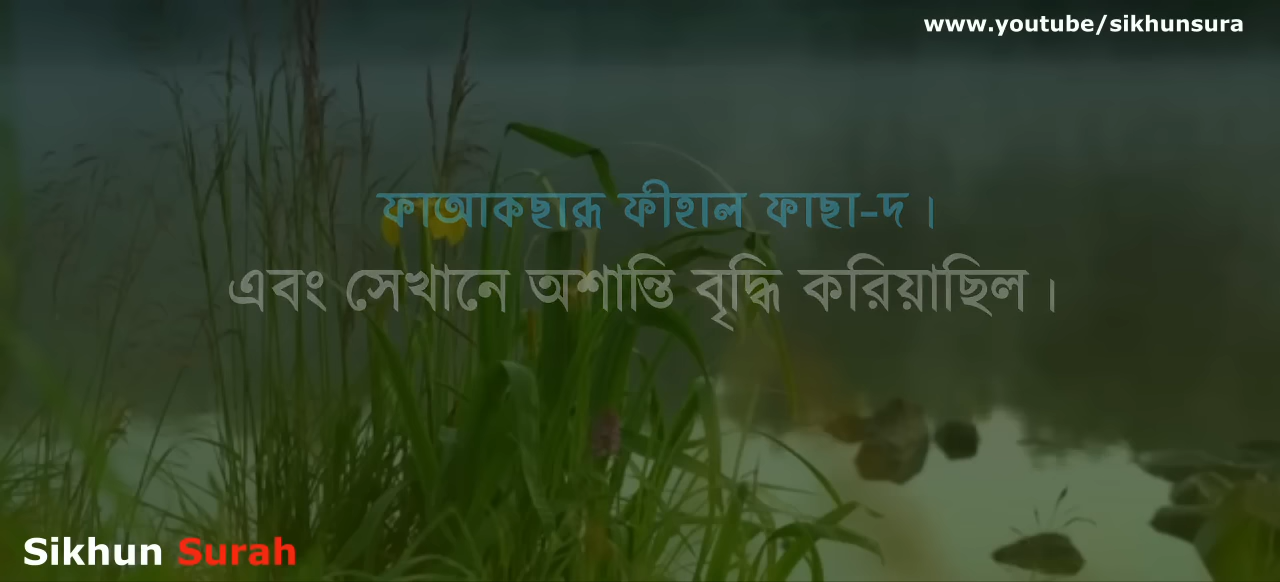 www.youtube/sikhunsura
ফাআকছারূ ফীহাল ফাছা-দ।
এবং সেখানে অশান্তি বৃদ্ধি করিয়াছিল।
Sikhun Surah